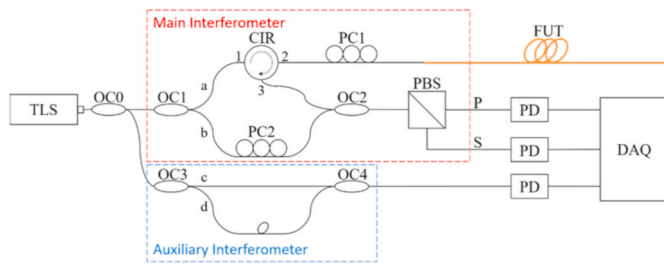 Main Interferometer
CIR
PC1
FUT
1
2
3
a
TLS
OC0
OC1
OC2
PBS
P
PD
b
PC2
S
PD
DAQ
OC3
c
OC4
PD
d
Auxiliary Interferometer